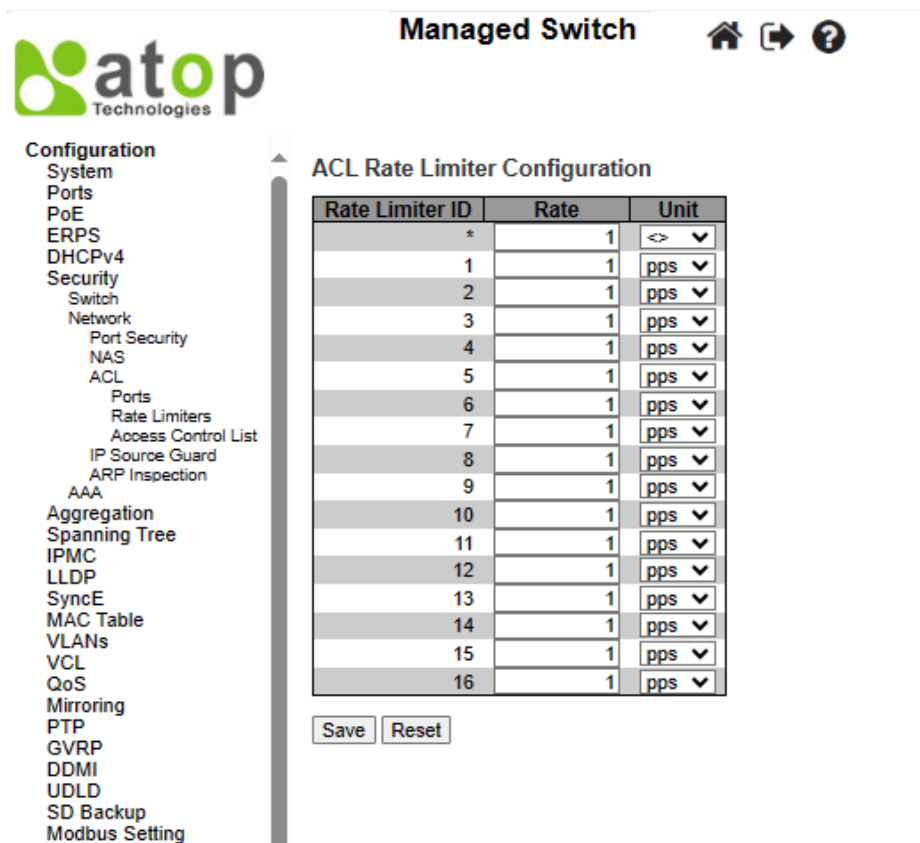 Managed Switch
atop
Technologies
Configuration
System
Ports
PoE
ERPS
DHCPv4
Security
Switch
Network
Port Security
NAS
ACL
Ports
Rate Limiters
Access Control List
IP Source Guard
ARP Inspection
AAA
Aggregation
Spanning Tree
IPMC
LLDP
SyncE
MAC Table
VLANs
VCL
QoS
Mirroring
PTP
GVRP
DDMI
UDLD
SD Backup
Modbus Setting
ACL Rate Limiter Configuration
Rate Limiter ID Rate Unit
* 1 <>
1 1 pps
2 1 pps
3 1 pps
4 1 pps
5 1 pps
6 1 pps
7 1 pps
8 1 pps
9 1 pps
10 1 pps
11 1 pps
12 1 pps
13 1 pps
14 1 pps
15 1 pps
16 1 pps
Save Reset